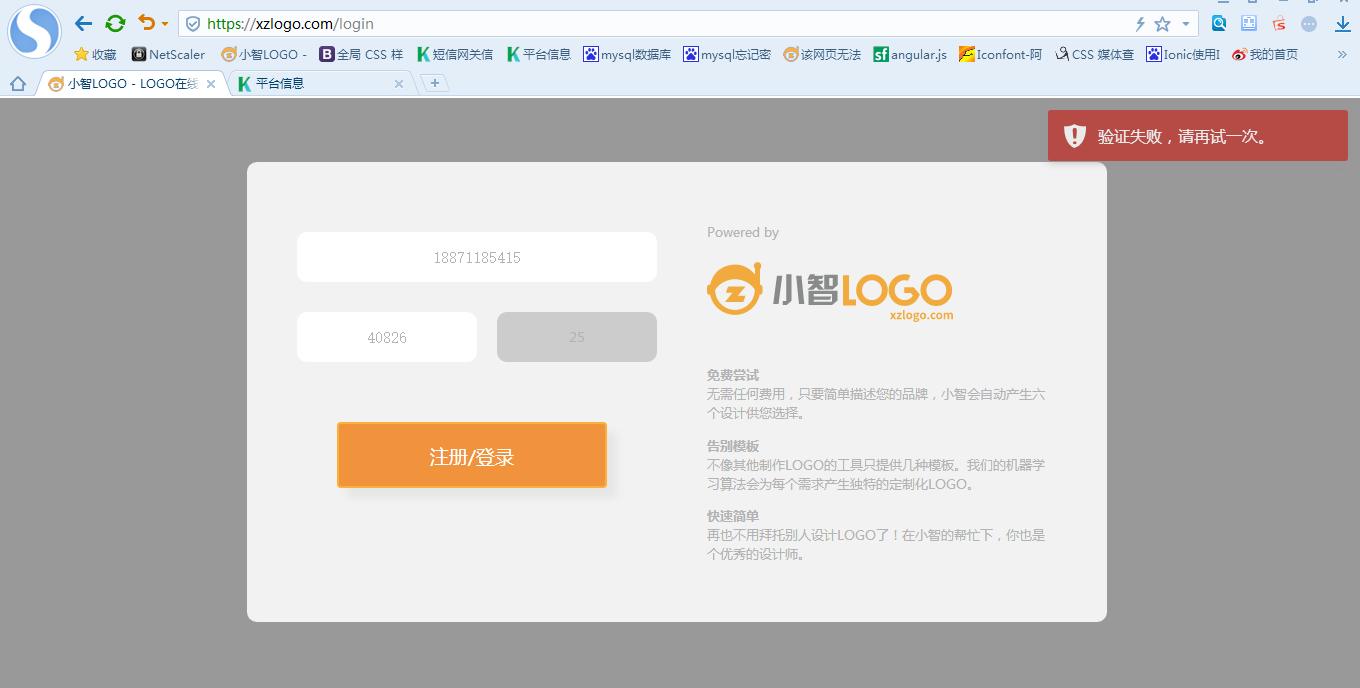 https://xzlogo.com/login
收藏 NetScaler 小智LOGO - 全局 CSS 样 短信网关信 平台信息 mysql数据库 mysql忘记密 该网页无法 angular.js Iconfont-阿 CSS 媒体查 Ionic使用I 我的首页 »
小智LOGO - LOGO在线 平台信息
验证失败，请再试一次。
18871185415
40826
25
注册/登录
Powered by
小智LOGO
xzlogo.com
免费尝试
无需任何费用，只要简单描述您的品牌，小智会自动产生六
个设计供您选择。
告别模板
不像其他制作LOGO的工具只提供几种模板。我们的机器学
习算法会为每个需求产生独特的定制化LOGO。
快速简单
再也不用拜托别人设计LOGO了！在小智的帮忙下，你也是
个优秀的设计师。